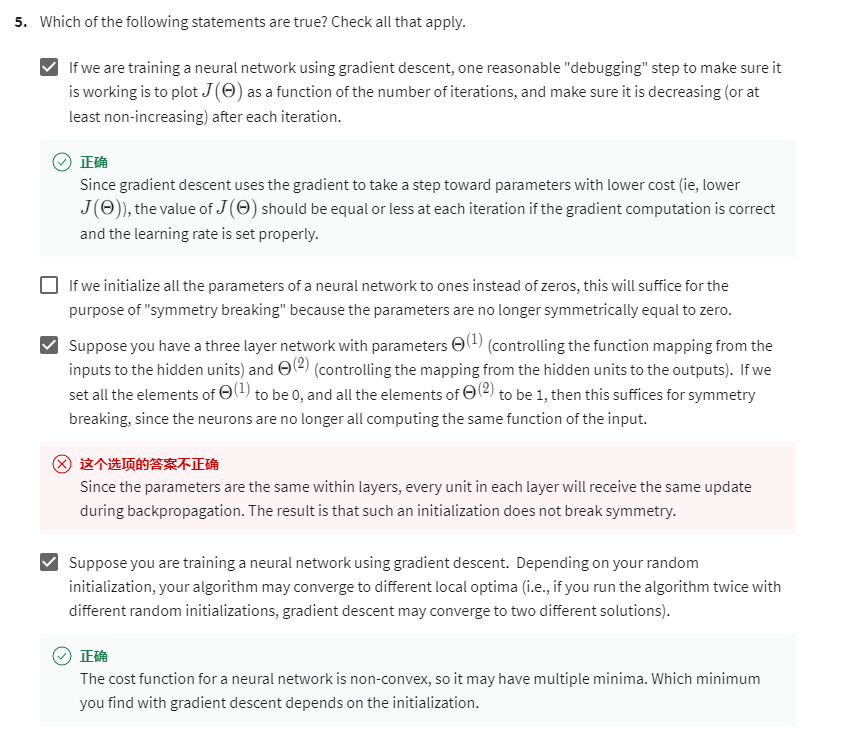 5. Which of the following statements are true? Check all that apply.
If we are training a neural network using gradient descent, one reasonable "debugging" step to make sure it
is working is to plot J(Θ) as a function of the number of iterations, and make sure it is decreasing (or at
least non-increasing) after each iteration.
正确
Since gradient descent uses the gradient to take a step toward parameters with lower cost (ie, lower
J(Θ)), the value of J(Θ) should be equal or less at each iteration if the gradient computation is correct
and the learning rate is set properly.
If we initialize all the parameters of a neural network to ones instead of zeros, this will suffice for the
purpose of "symmetry breaking" because the parameters are no longer symmetrically equal to zero.
Suppose you have a three layer network with parameters Θ⁽¹⁾ (controlling the function mapping from the
inputs to the hidden units) and Θ⁽²⁾ (controlling the mapping from the hidden units to the outputs). If we
set all the elements of Θ⁽¹⁾ to be 0, and all the elements of Θ⁽²⁾ to be 1, then this suffices for symmetry
breaking, since the neurons are no longer all computing the same function of the input.
这个选项的答案不正确
Since the parameters are the same within layers, every unit in each layer will receive the same update
during backpropagation. The result is that such an initialization does not break symmetry.
Suppose you are training a neural network using gradient descent. Depending on your random
initialization, your algorithm may converge to different local optima (i.e., if you run the algorithm twice with
different random initializations, gradient descent may converge to two different solutions).
正确
The cost function for a neural network is non-convex, so it may have multiple minima. Which minimum
you find with gradient descent depends on the initialization.